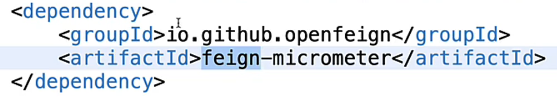 <dependency>
<groupId>io.github.openfeign</groupId>
<artifactId>feign-micrometer</artifactId>
</dependency>